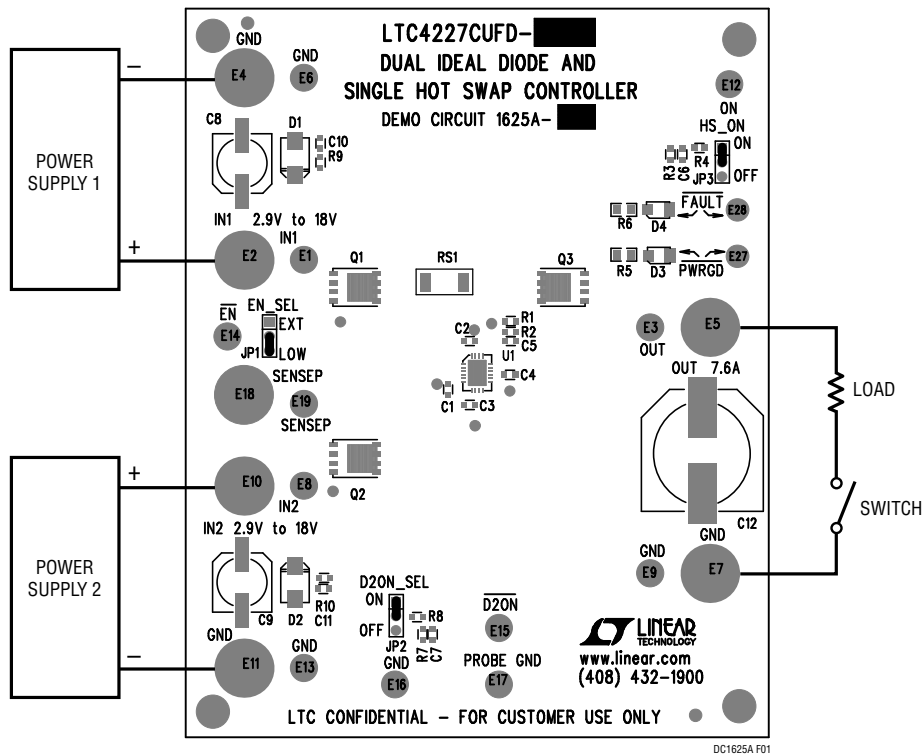 LTC4227CUFD-
DUAL IDEAL DIODE AND
SINGLE HOT SWAP CONTROLLER
DEMO CIRCUIT 1625A-
GND
E4
GND
E6
–
POWER
SUPPLY 1
+
C8
D1
C10
R9
IN1 2.9V to 18V
E2
IN1
E1
E12
ON
HS_ON
ON
R4
R3
C6
JP3
OFF
FAULT
R6
D4
E28
R5
D3
PWRGD
E27
Q1
RS1
Q3
EN
E14
EN_SEL
EXT
JP1
LOW
SENSEP
E18
E19
SENSEP
C2
R1
R2
C5
U1
C4
C1
C3
E3
OUT
E5
OUT 7.6A
LOAD
SWITCH
C12
GND
GND
E9
E7
POWER
SUPPLY 2
+
–
E10
E8
IN2
Q2
IN2 2.9V to 18V
C9
D2
R10
C11
GND
E11
GND
E13
D2ON_SEL
ON
OFF
JP2
R8
R7
C7
GND
E16
D2ON
E15
PROBE GND
E17
LINEAR
TECHNOLOGY
www.linear.com
(408) 432-1900
LTC CONFIDENTIAL – FOR CUSTOMER USE ONLY
DC1625A F01